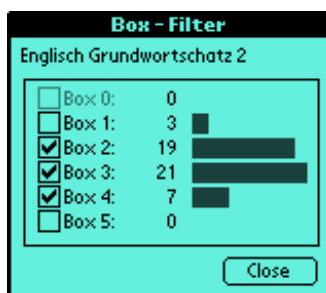 Box - Filter
Englisch Grundwortschatz 2
Box 0: 0
Box 1: 3
Box 2: 19
Box 3: 21
Box 4: 7
Box 5: 0
Close